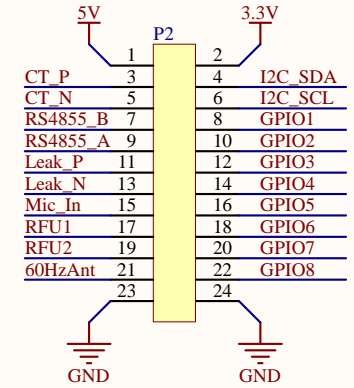 5V 3.3V
P2
1 2
CT_P 3 4 I2C_SDA
CT_N 5 6 I2C_SCL
RS4855_B 7 8 GPIO1
RS4855_A 9 10 GPIO2
Leak_P 11 12 GPIO3
Leak_N 13 14 GPIO4
Mic_In 15 16 GPIO5
RFU1 17 18 GPIO6
RFU2 19 20 GPIO7
60HzAnt 21 22 GPIO8
23 24
GND GND